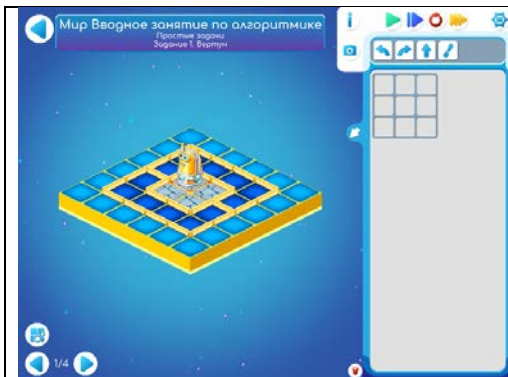 Мир Вводное занятие по алгоритмике
Простые задачи
Задание 1. Вертун
1/4